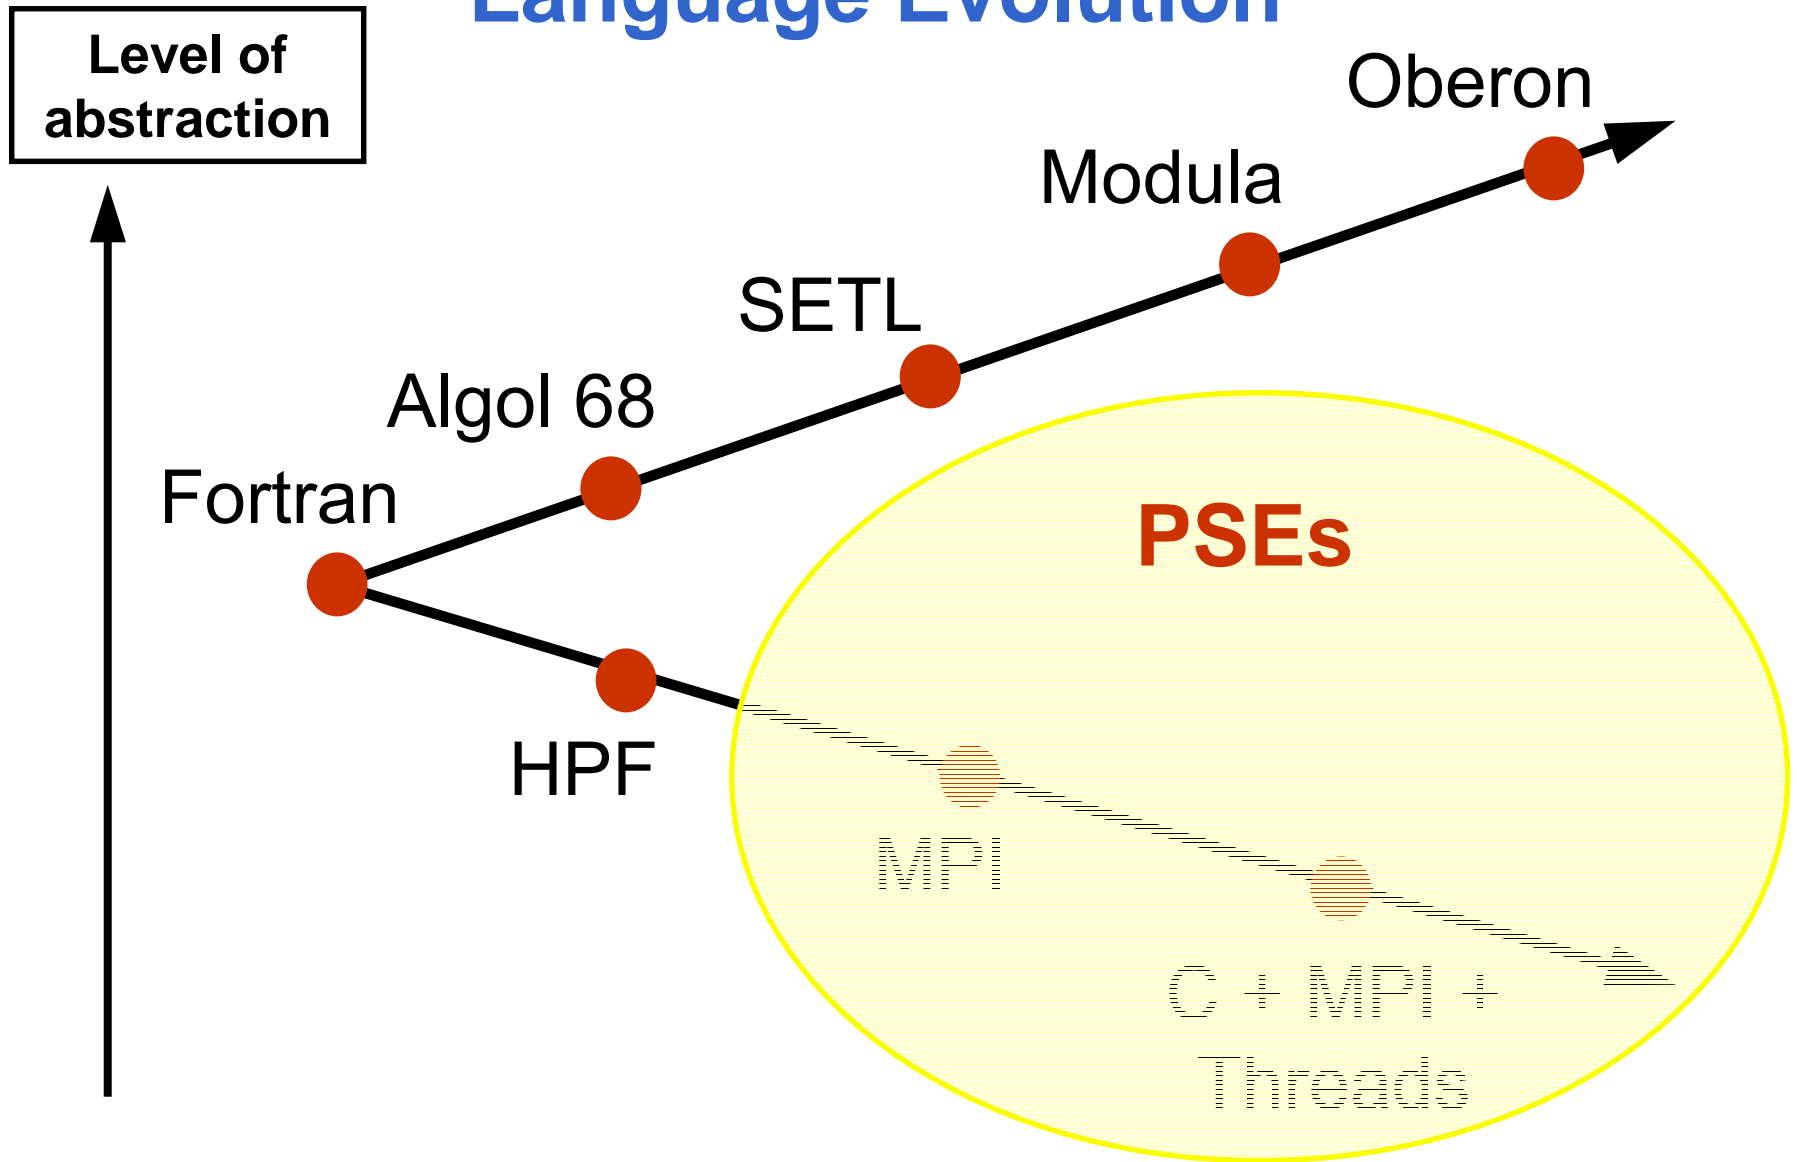 Language Evolution
Level of
abstraction
Oberon
Modula
SETL
Algol 68
Fortran
PSEs
HPF
MPI
C + MPI +
Threads